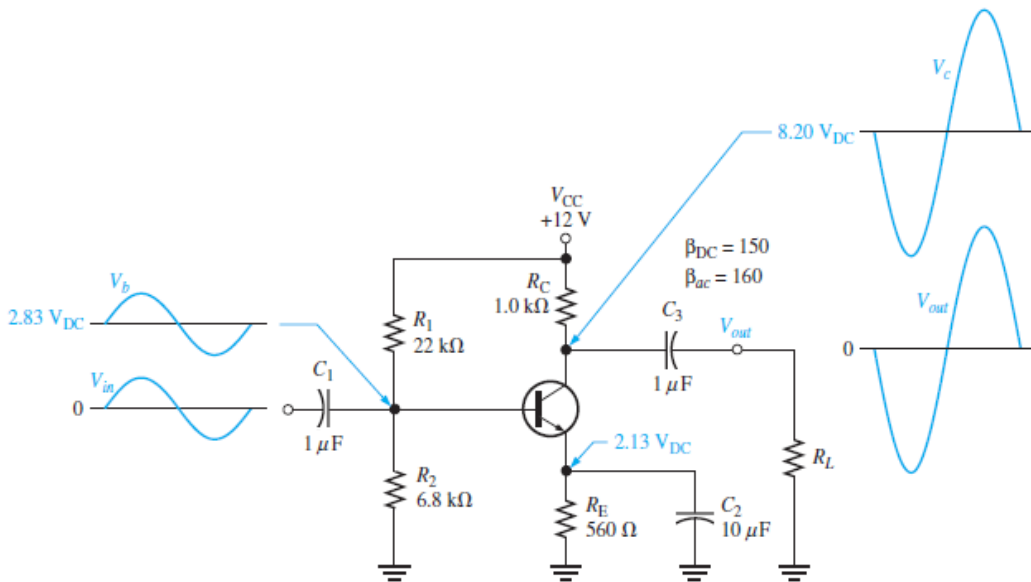 V_c
8.20 V_DC
V_CC
+12 V
β_DC = 150
β_ac = 160
R_C
1.0 kΩ
V_b
2.83 V_DC
R_1
22 kΩ
C_3
V_out
1 μF
V_out
0
V_in
0
C_1
1 μF
2.13 V_DC
R_2
6.8 kΩ
R_E
560 Ω
C_2
10 μF
R_L